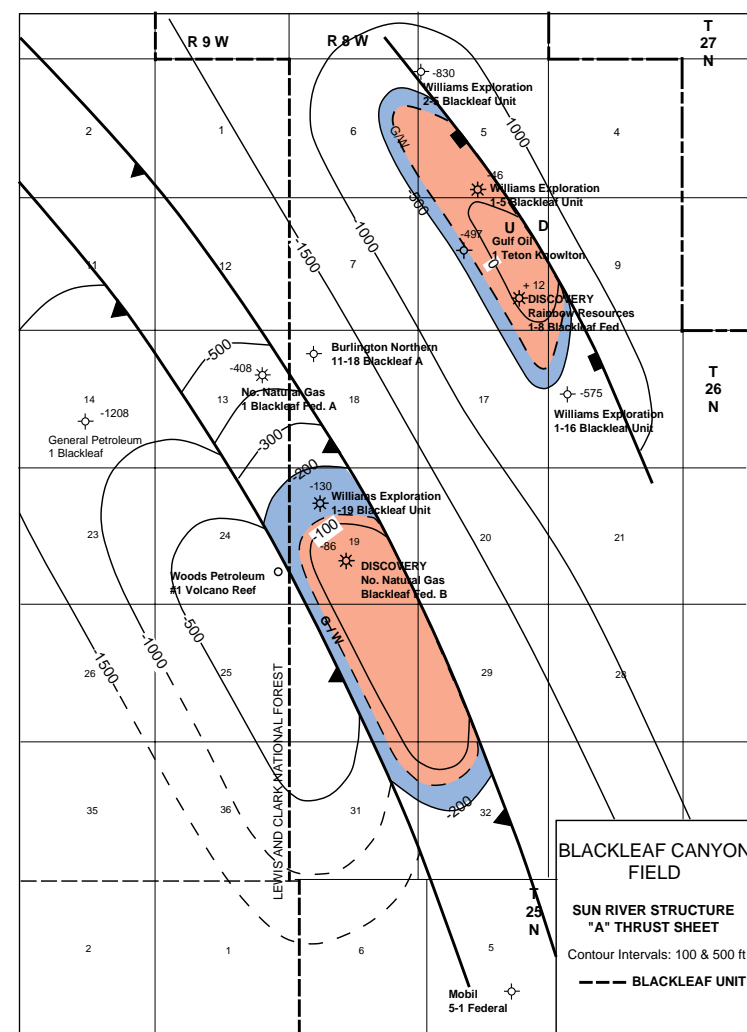 R 9 W
R 8 W
T
27
N
-830
Williams Exploration
2-5 Blackleaf Unit
2
1
6
5
4
G/W
1000
-46
Williams Exploration
1-5 Blackleaf Unit
-500
-1000
-1500
U D
-497
Gulf Oil
1 Teton Knowlton
11
12
7
0
9
+ 12
DISCOVERY
Rainbow Resources
1-8 Blackleaf Fed
-500
Burlington Northern
11-18 Blackleaf A
-408
No. Natural Gas
1 Blackleaf Fed. A
T
26
N
14
13
18
17
-575
Williams Exploration
1-16 Blackleaf Unit
-1208
General Petroleum
1 Blackleaf
-300
-200
-130
Williams Exploration
1-19 Blackleaf Unit
23
24
-100
-86
19
20
21
DISCOVERY
No. Natural Gas
Blackleaf Fed. B
Woods Petroleum
#1 Volcano Reef
-500
-1000
-1500
G / W
26
25
29
28
LEWIS AND CLARK NATIONAL FOREST
35
36
31
-200
32
BLACKLEAF CANYON
FIELD
SUN RIVER STRUCTURE
"A" THRUST SHEET
Contour Intervals: 100 & 500 ft
BLACKLEAF UNIT
T
25
N
2
1
6
5
Mobil
5-1 Federal